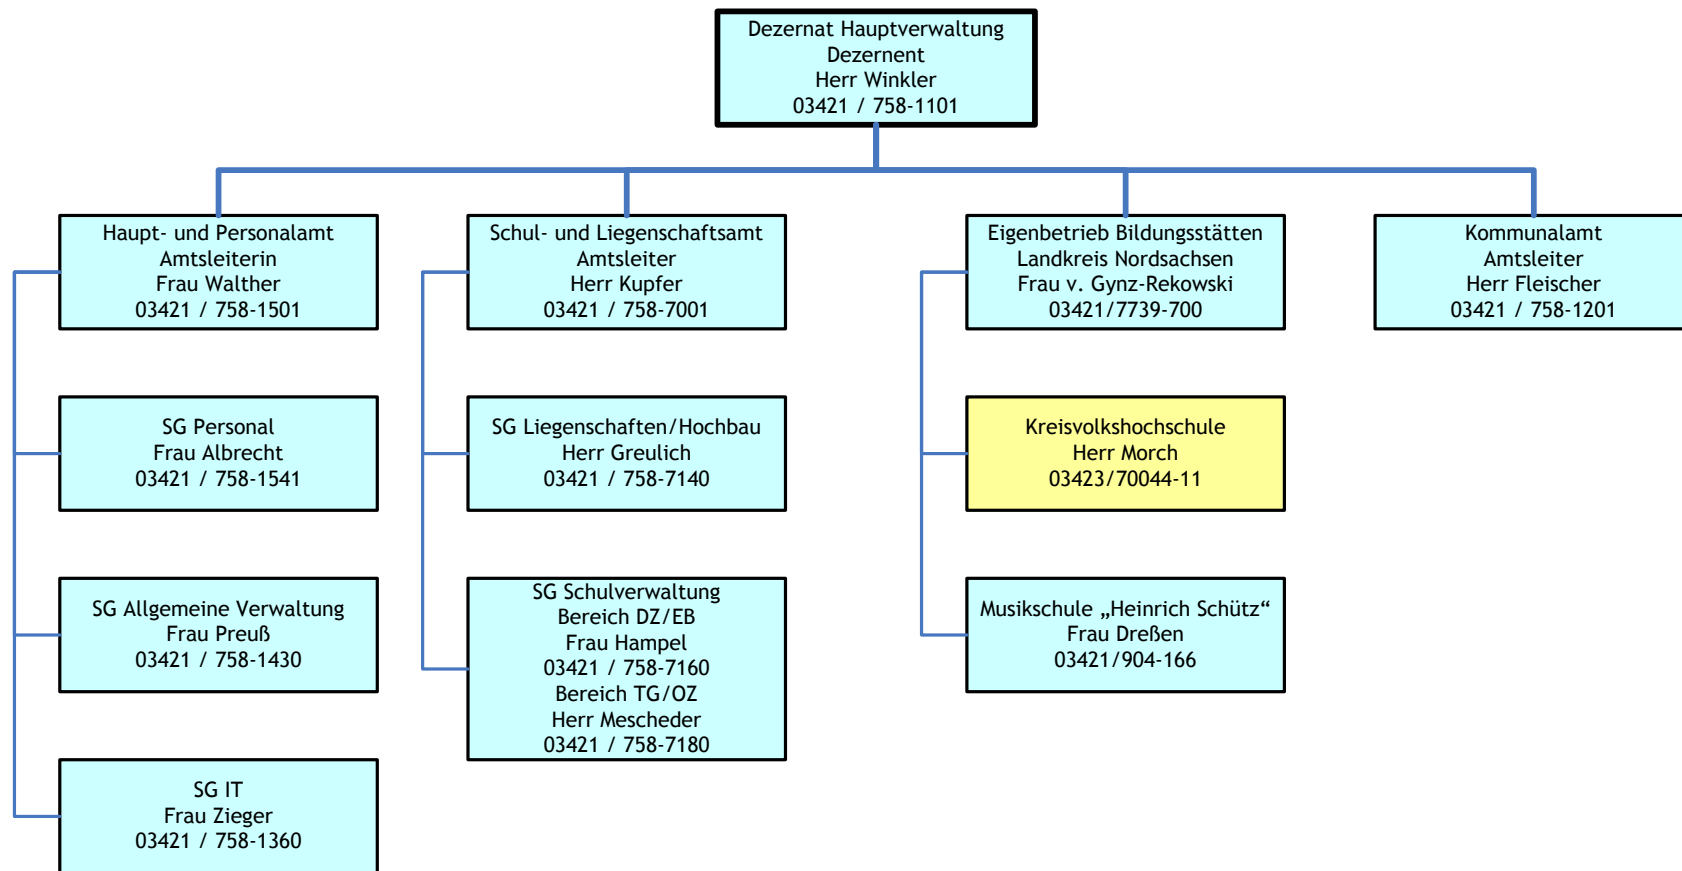 Dezernat Hauptverwaltung
Dezernent
Herr Winkler
03421 / 758-1101
Haupt- und Personalamt
Amtsleiterin
Frau Walther
03421 / 758-1501
SG Personal
Frau Albrecht
03421 / 758-1541
SG Allgemeine Verwaltung
Frau Preuß
03421 / 758-1430
SG IT
Frau Zieger
03421 / 758-1360
Schul- und Liegenschaftsamt
Amtsleiter
Herr Kupfer
03421 / 758-7001
SG Liegenschaften/Hochbau
Herr Greulich
03421 / 758-7140
SG Schulverwaltung
Bereich DZ/EB
Frau Hampel
03421 / 758-7160
Bereich TG/OZ
Herr Mescheder
03421 / 758-7180
Eigenbetrieb Bildungsstätten
Landkreis Nordsachsen
Frau v. Gynz-Rekowski
03421/7739-700
Kreisvolkshochschule
Herr Morch
03423/70044-11
Musikschule „Heinrich Schütz“
Frau Dreßen
03421/904-166
Kommunalamt
Amtsleiter
Herr Fleischer
03421 / 758-1201